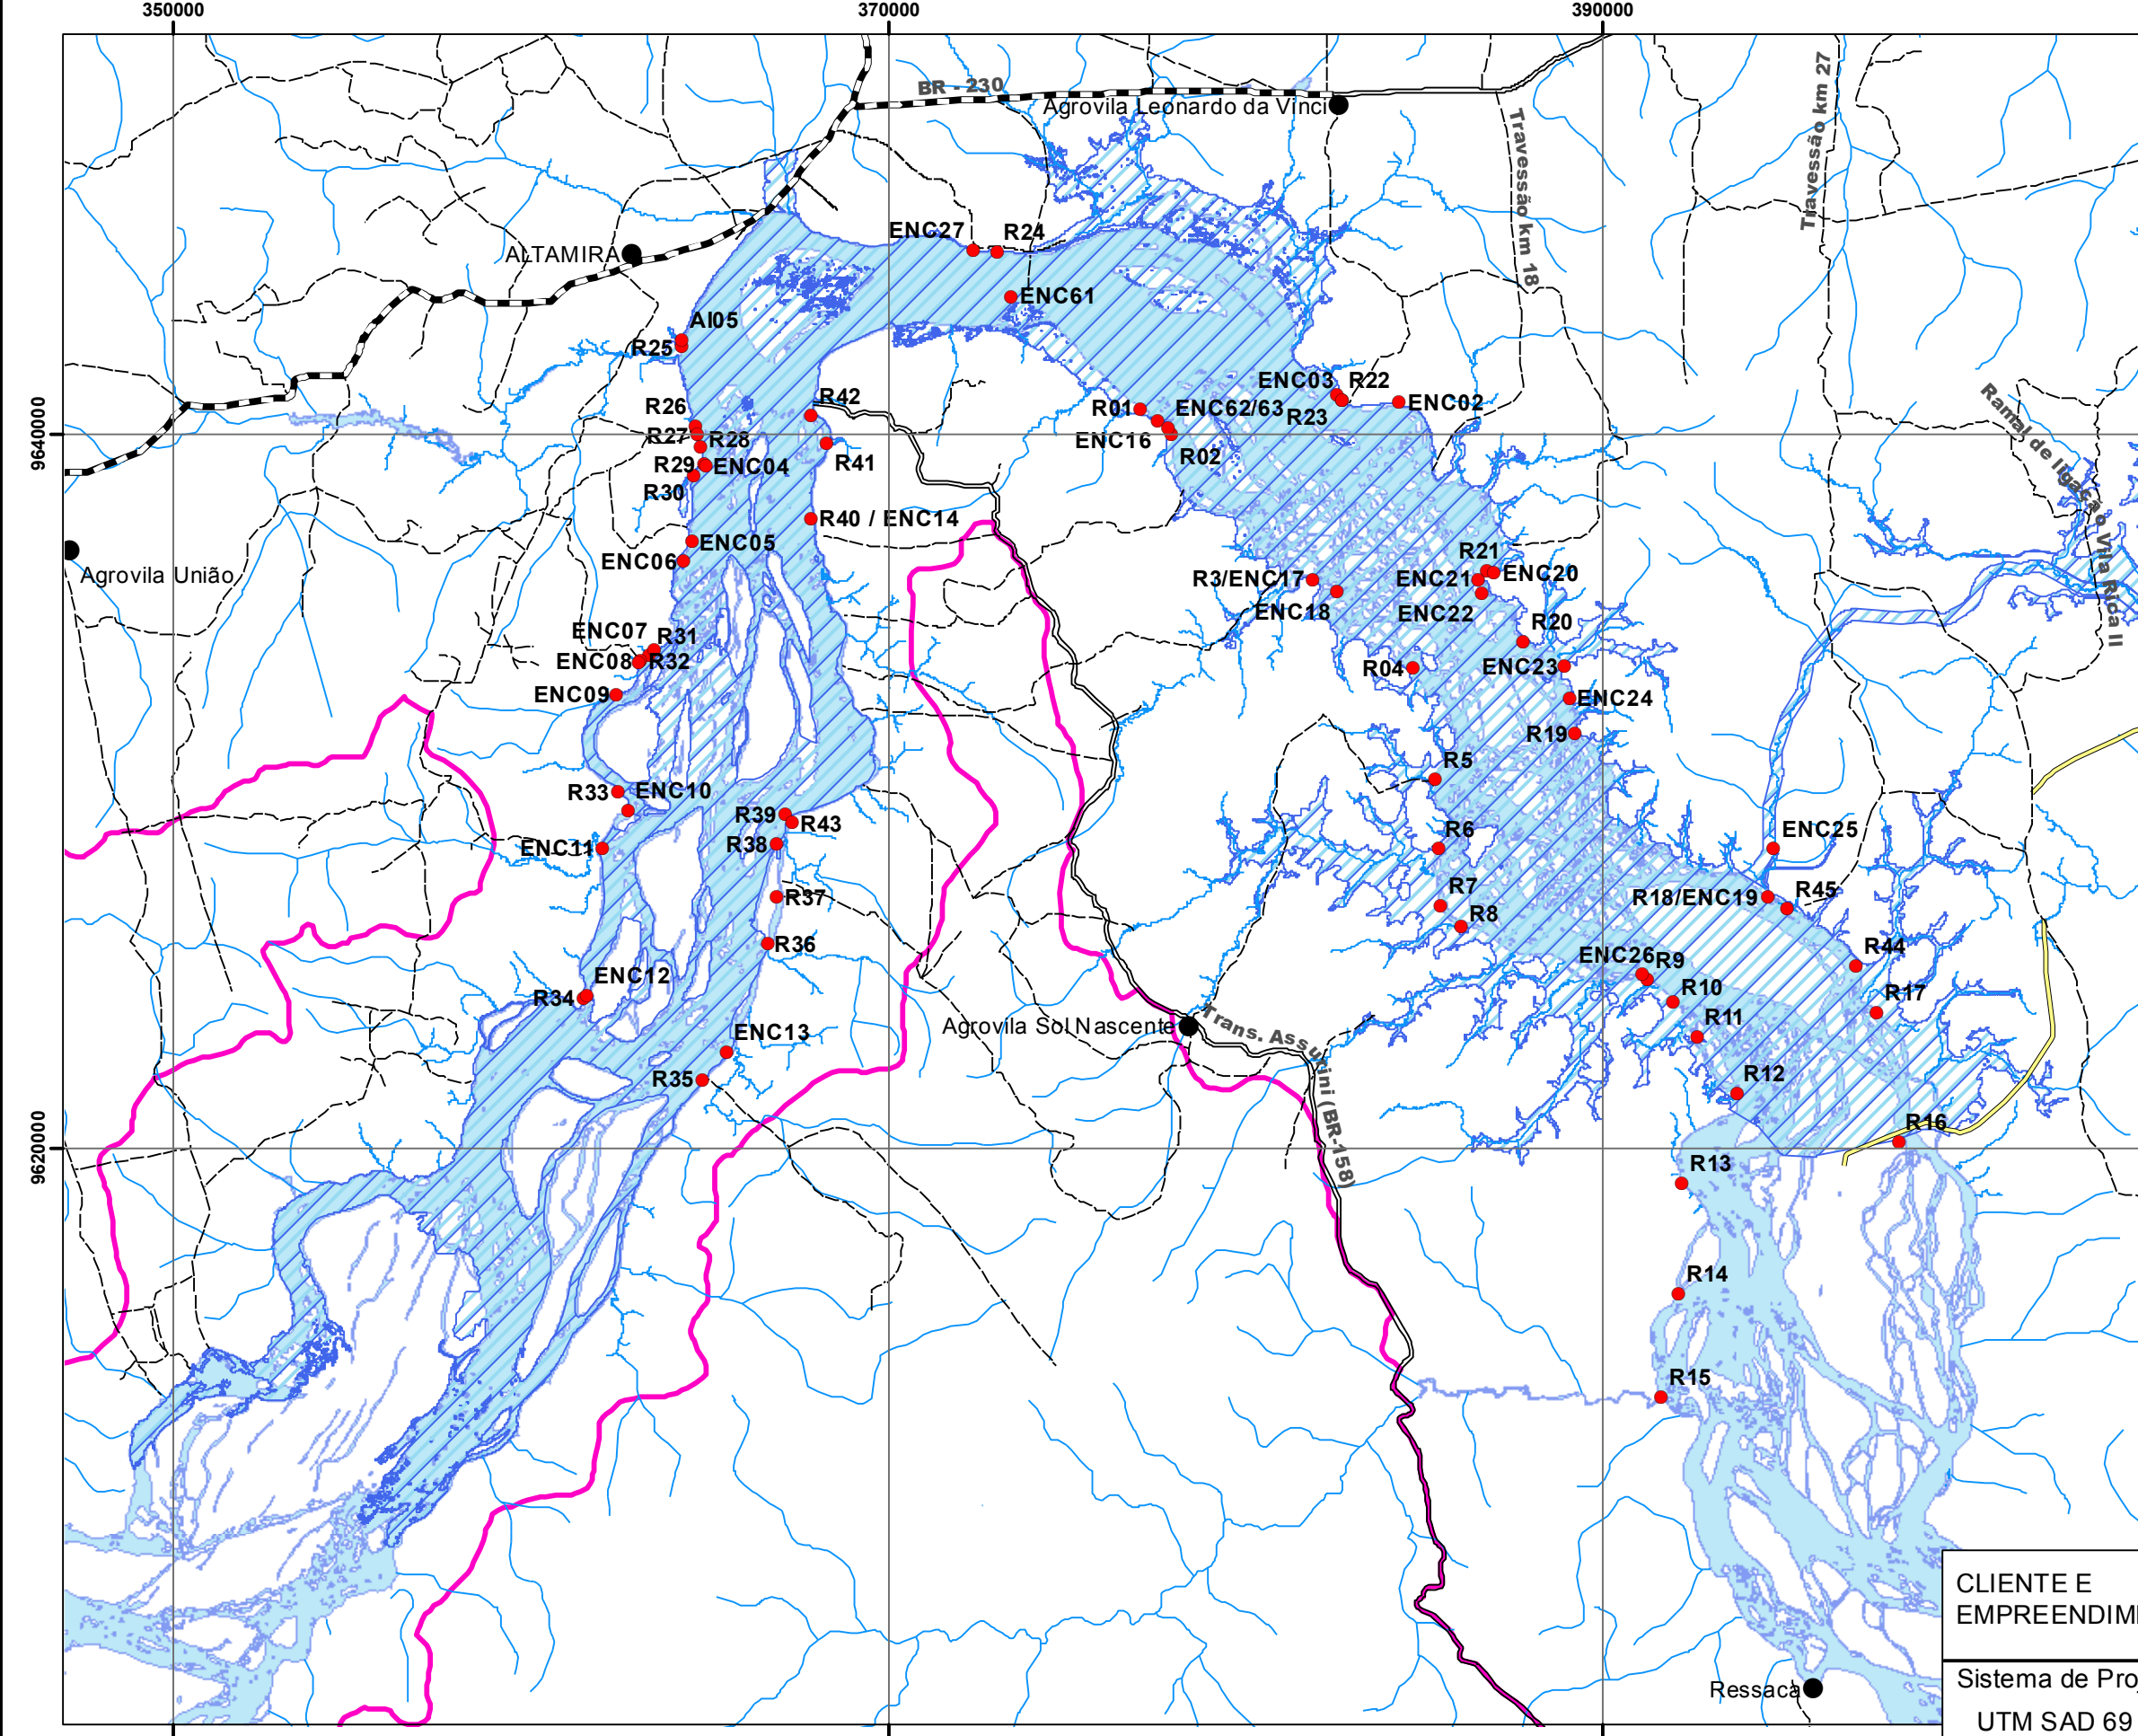 350000
370000
390000
BR - 230
Agrovila Leonardo da Vinci
Travessão km 27
Travessão km 18
ENC27
R24
ALTAMIRA
ENC61
AI05
R25
ENC03
R22
ENC02
R42
R26
R01
ENC62/63
R23
Ramal de ligação Vila Rica II
9640000
R27
R28
ENC16
R02
R41
R29
ENC04
R30
R40 / ENC14
ENC05
ENC06
R21
Agrovila União
R3/ENC17
ENC21
ENC20
ENC18
ENC22
ENC07
R31
R20
ENC08
R32
R04
ENC23
ENC09
ENC24
R19
R5
R33
ENC10
R39
R43
R38
R6
ENC25
ENC11
R7
R18/ENC19
R45
R37
R8
R36
ENC26
R9
R44
ENC12
R34
R10
R17
Agrovila Sol Nascente
Trans. Assurini (BR-158)
R11
ENC13
R35
R12
9620000
R16
R13
R14
R15
CLIENTE E
EMPREENDIM
Sistema de Proj
Ressaca
UTM SAD 69